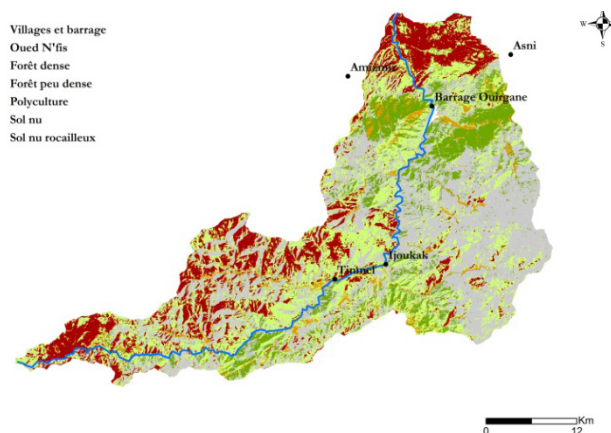 Villages et barrage
Oued N'fis
Forêt dense
Forêt peu dense
Polyculture
Sol nu
Sol nu rocailleux
N
W E
S
Asni
Amizmiz
Barrage Ouirgane
Ijoukak
Tinmel
Km
0 12